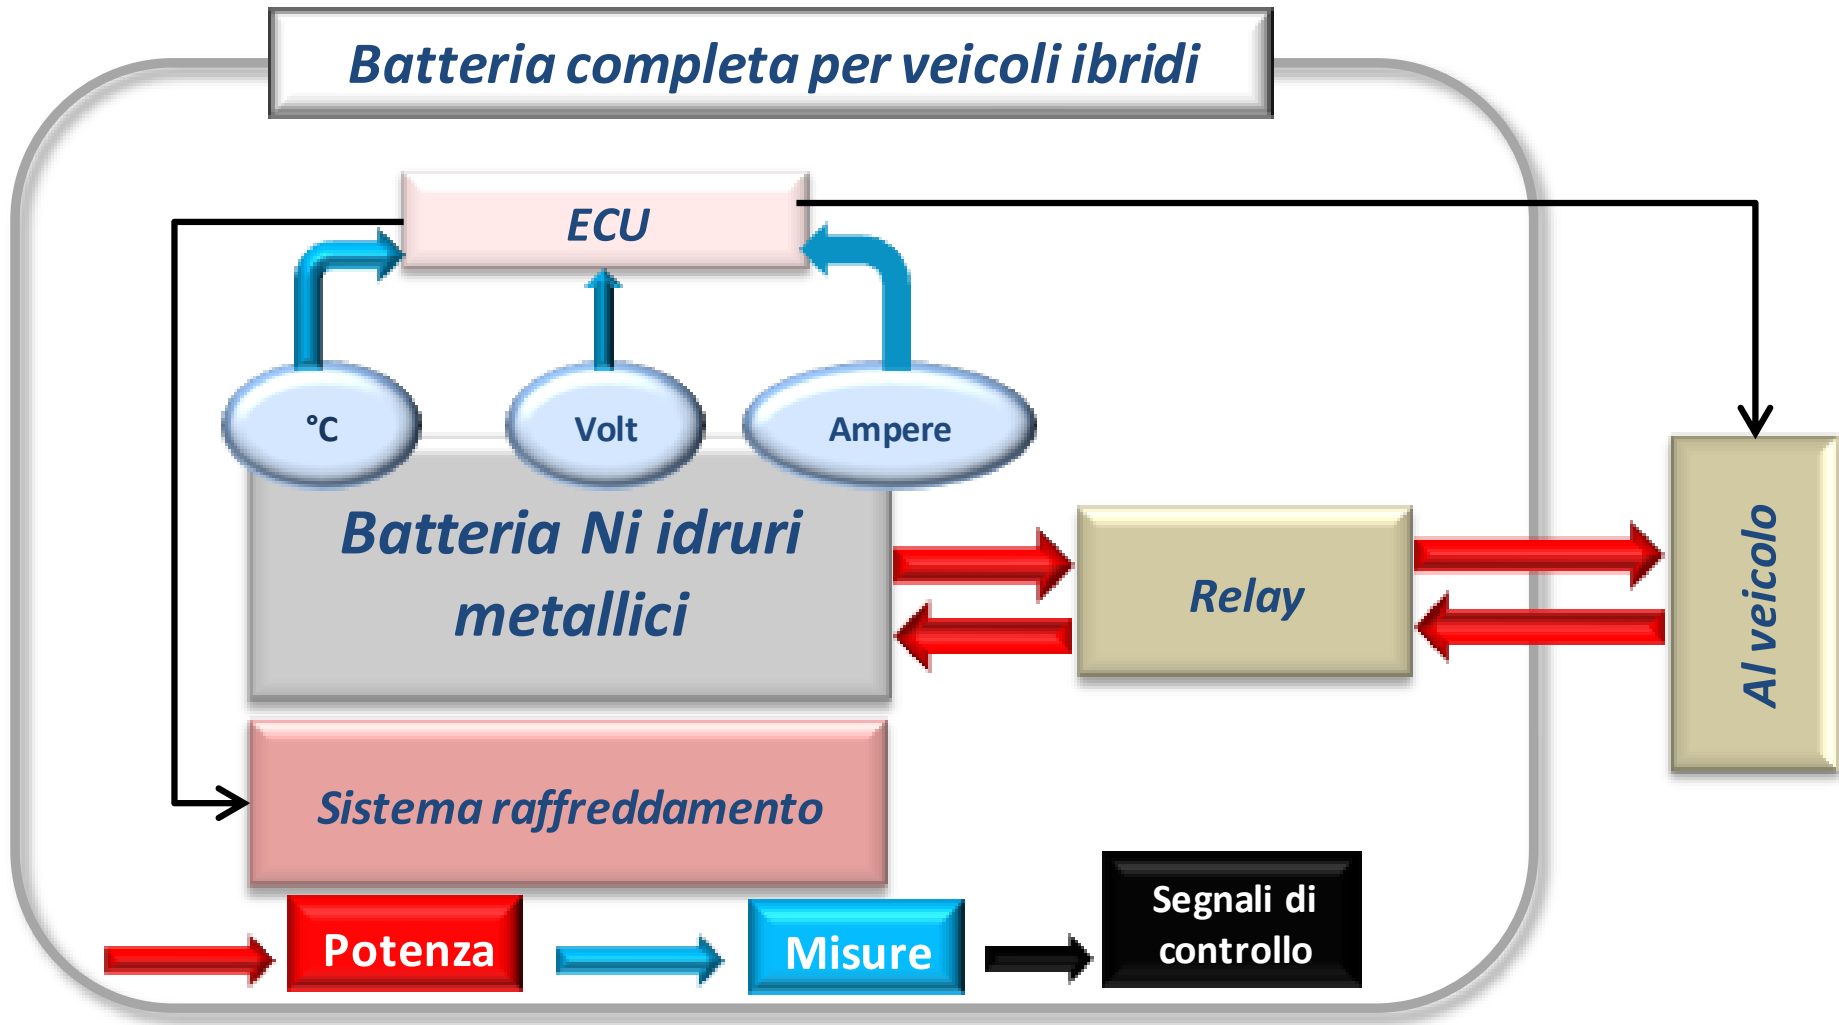 Batteria completa per veicoli ibridi
ECU
°C
Volt
Ampere
Batteria Ni idruri
metallici
Relay
Al veicolo
Sistema raffreddamento
Potenza
Misure
Segnali di
controllo